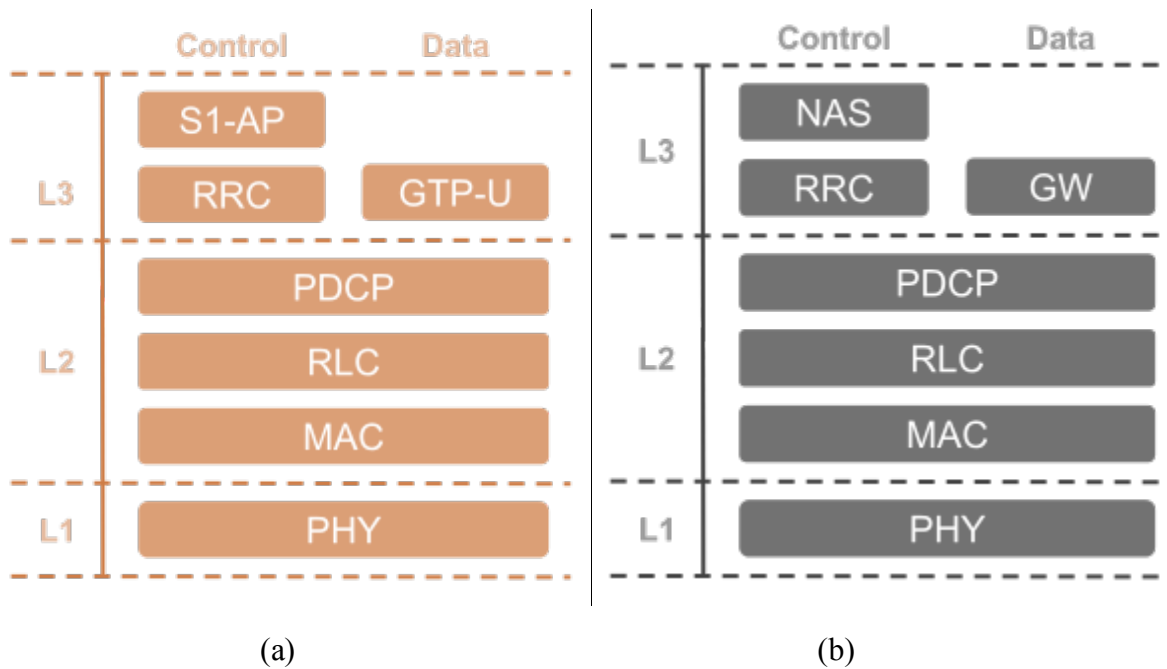 Control Data
S1-AP
L3
RRC GTP-U
PDCP
L2 RLC
MAC
L1 PHY
(a)
Control Data
NAS
L3
RRC GW
PDCP
L2 RLC
MAC
L1 PHY
(b)